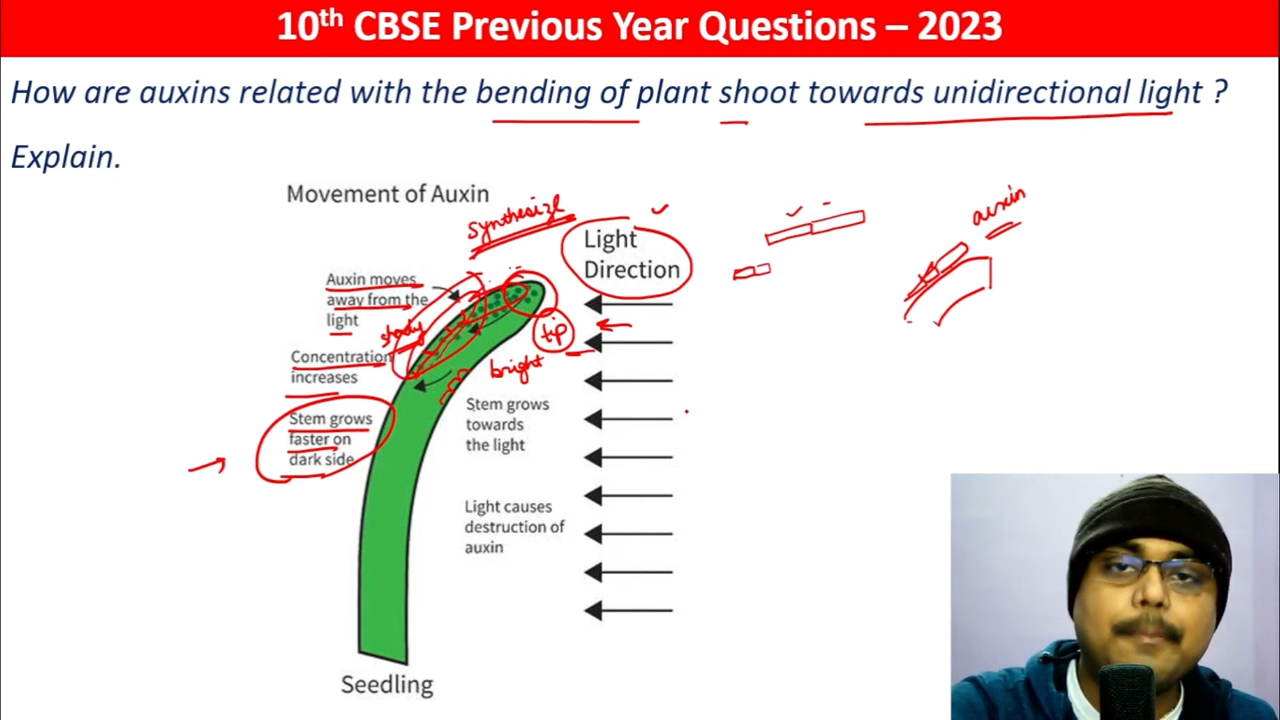 10th CBSE Previous Year Questions – 2023
How are auxins related with the bending of plant shoot towards unidirectional light ?
Explain.
Movement of Auxin
synthesize
auxin
Light
Direction
Auxin moves
away from the
light
shady
tip
Concentration
increases
bright
Stem grows
faster on
dark side
Stem grows
towards
the light
Light causes
destruction of
auxin
Seedling